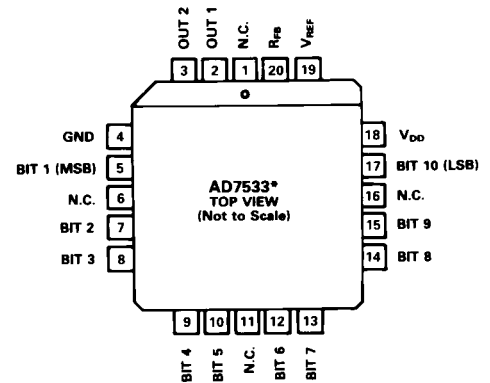 OUT 2
OUT 1
N.C.
RFB
VREF
3
2
1
20
19
GND 4
BIT 1 (MSB) 5
N.C. 6
BIT 2 7
BIT 3 8
AD7533*
TOP VIEW
(Not to Scale)
18 VDD
17 BIT 10 (LSB)
16 N.C.
15 BIT 9
14 BIT 8
9
10
11
12
13
BIT 4
BIT 5
N.C.
BIT 6
BIT 7